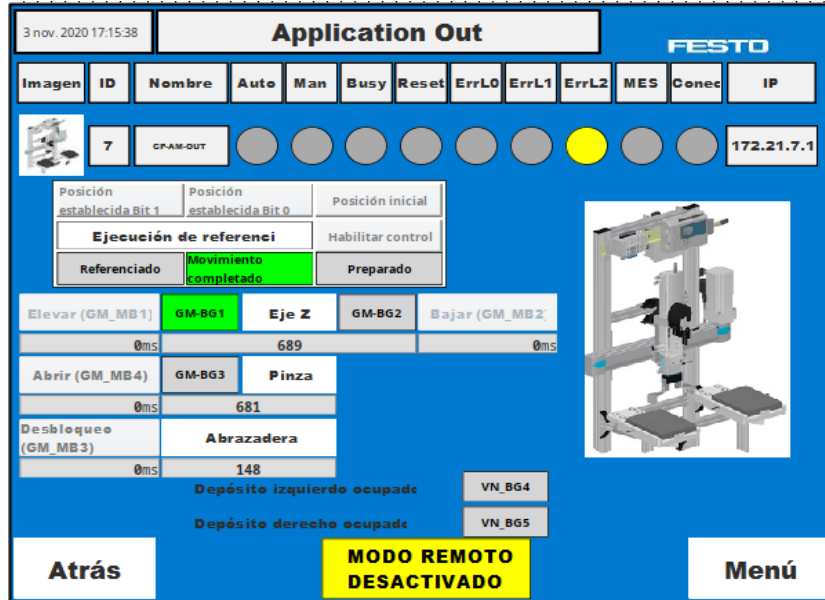 3 nov. 2020 17:15:38
Application Out
FESTO
Imagen ID Nombre Auto Man Busy Reset ErrL0 ErrL1 ErrL2 MES Conec IP
7 CP-AM-OUT 172.21.7.1
Posición establecida Bit 1
Posición establecida Bit 0
Posición inicial
Ejecución de referenci
Habilitar control
Referenciado
Movimiento completado
Preparado
Elevar (GM_MB1) GM-BG1 Eje Z GM-BG2 Bajar (GM_MB2)
0ms 689 0ms
Abrir (GM_MB4) GM-BG3 Pinza
0ms 681
Desbloqueo
(GM_MB3)
Abrazadera
0ms 148
Depósito izquierdo ocupado VN_BG4
Depósito derecho ocupado VN_BG5
Atrás
MODO REMOTO
DESACTIVADO
Menú